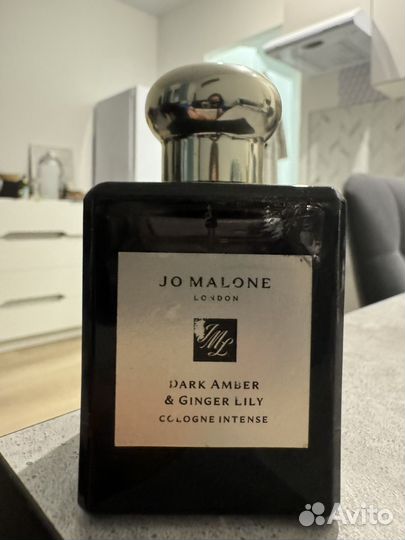 JO MALONE
LONDON
JML
DARK AMBER
& GINGER LILY
COLOGNE INTENSE
Avito